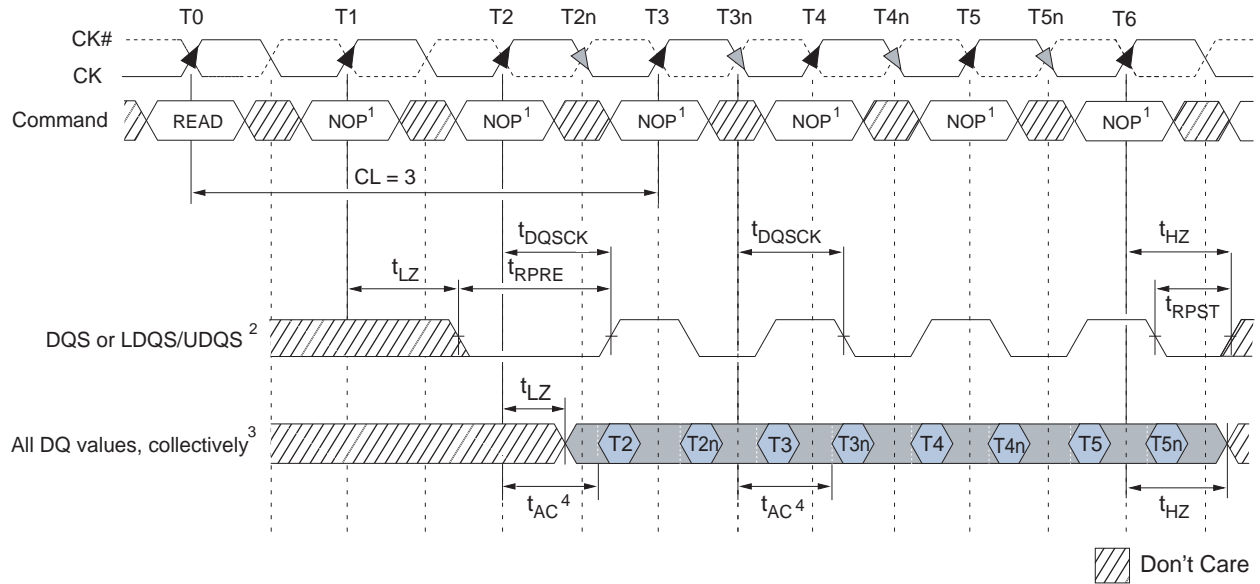 T0 T1 T2 T2n T3 T3n T4 T4n T5 T5n T6
CK#
CK
Command READ NOP1 NOP1 NOP1 NOP1 NOP1 NOP1
CL = 3
tDQSCK tDQSCK tHZ
tLZ tRPRE tRPST
DQS or LDQS/UDQS 2
tLZ
All DQ values, collectively3 T2 T2n T3 T3n T4 T4n T5 T5n
tAC4 tAC4 tHZ
Don't Care